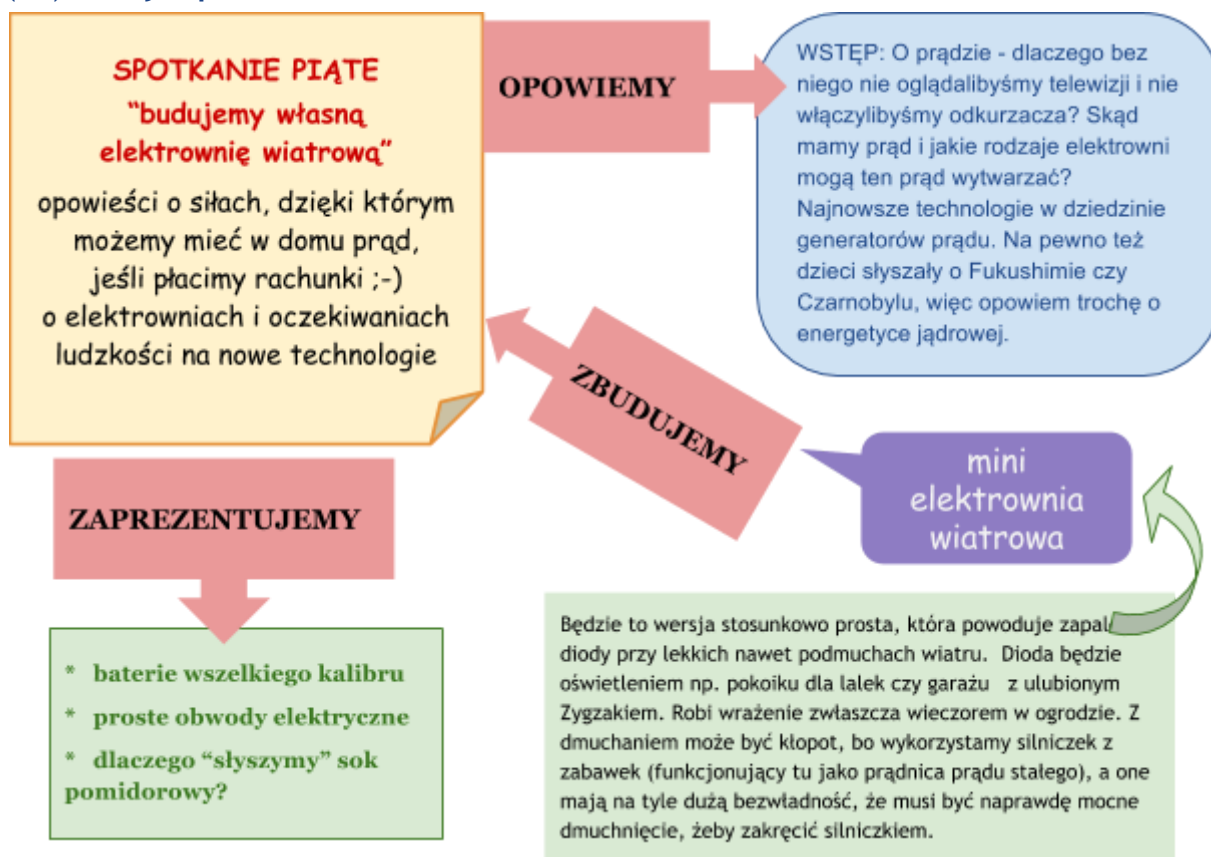 SPOTKANIE PIĄTE
“budujemy własną
elektrownię wiatrową”
opowieści o siłach, dzięki którym
możemy mieć w domu prąd,
jeśli płacimy rachunki ;-)
o elektrowniach i oczekiwaniach
ludzkości na nowe technologie
OPOWIEMY
WSTĘP: O prądzie - dlaczego bez
niego nie oglądalibyśmy telewizji i nie
włączylibyśmy odkurzacza? Skąd
mamy prąd i jakie rodzaje elektrowni
mogą ten prąd wytwarzać?
Najnowsze technologie w dziedzinie
generatorów prądu. Na pewno też
dzieci słyszały o Fukushimie czy
Czarnobylu, więc opowiem trochę o
energetyce jądrowej.
ZBUDUJEMY
mini
elektrownia
wiatrowa
Będzie to wersja stosunkowo prosta, która powoduje
diody przy lekkich nawet podmuchach wiatru. Dioda będzie
oświetleniem np. pokoiku dla lalek czy garażu z ulubionym
Zygzakiem. Robi wrażenie zwłaszcza wieczorem w ogrodzie. Z
dmuchaniem może być kłopot, bo wykorzystamy silniczek z
zabawek (funkcjonujący tu jako prądnica prądu stałego), a one
mają na tyle dużą bezwładność, że musi być naprawdę mocne
dmuchnięcie, żeby zakręcić silniczkiem.
ZAPREZENTUJEMY
* baterie wszelkiego kalibru
* proste obwody elektryczne
* dlaczego “słyszymy” sok
pomidorowy?